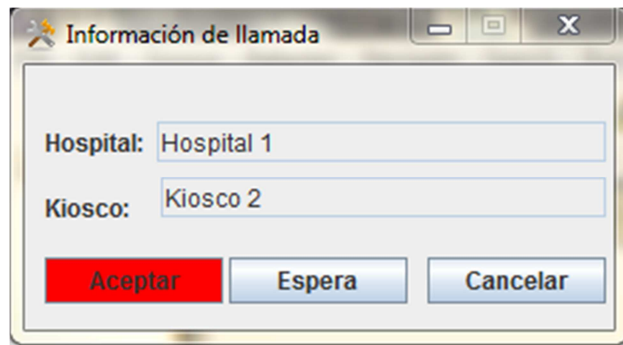 Información de llamada
Hospital: Hospital 1
Kiosco: Kiosco 2
Aceptar Espera Cancelar